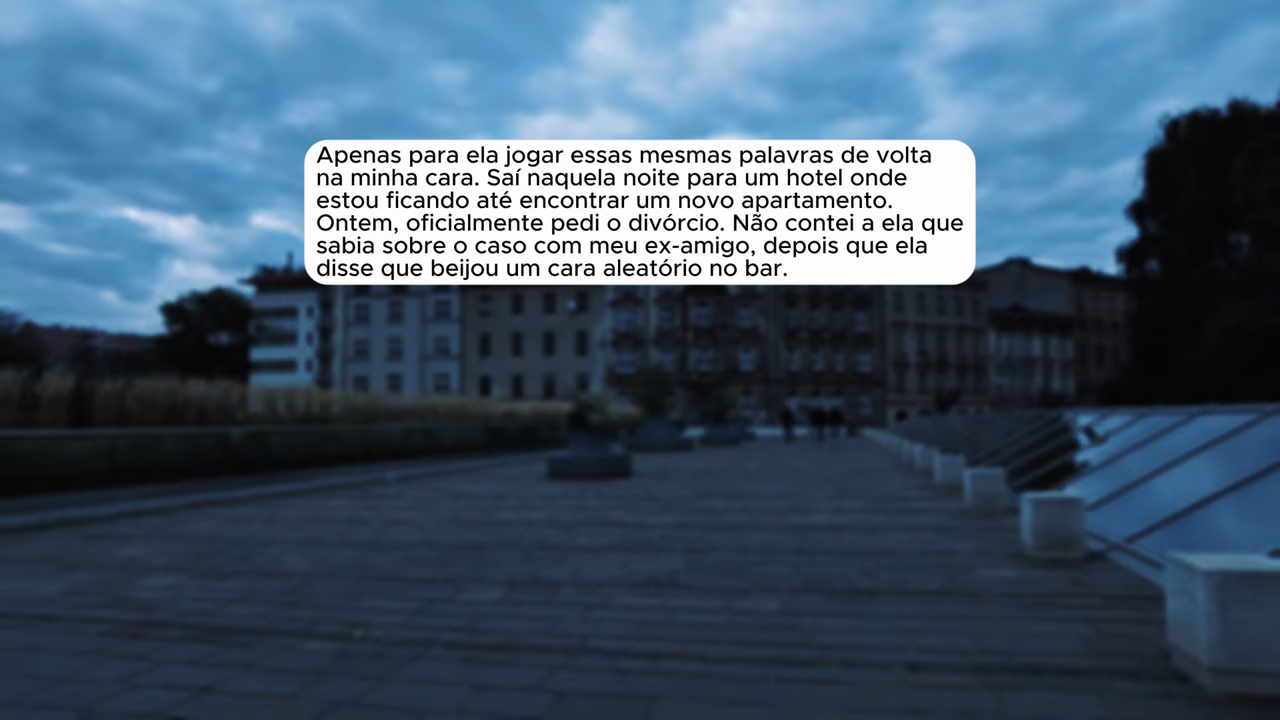 Apenas para ela jogar essas mesmas palavras de volta
na minha cara. Saí naquela noite para um hotel onde
estou ficando até encontrar um novo apartamento.
Ontem, oficialmente pedi o divórcio. Não contei a ela que
sabia sobre o caso com meu ex-amigo, depois que ela
disse que beijou um cara aleatório no bar.